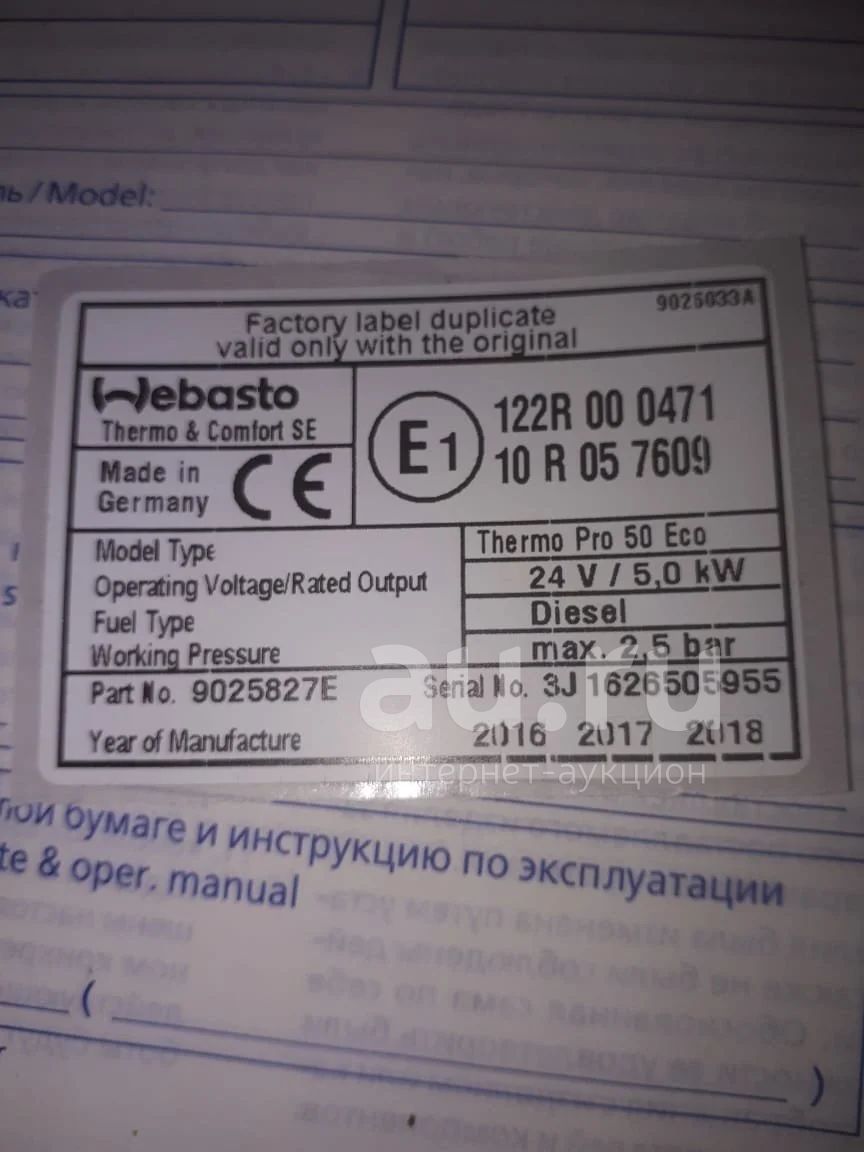 /Model:
Factory label duplicate
valid only with the original
9026033A
Webasto
Thermo & Comfort SE
Made in
Germany
CE
E1
122R 00 0471
10 R 05 7609
Model Type
Thermo Pro 50 Eco
Operating Voltage/Rated Output
24 V / 5,0 kW
Fuel Type
Diesel
Working Pressure
max. 2,5 bar
Part No. 9025827E
Serial No. 3J 1626505955
Year of Manufacture
2016 2017 2018
au.ru
интернет-аукцион
бумаге и инструкцию по эксплуатации
& oper. manual
(
)